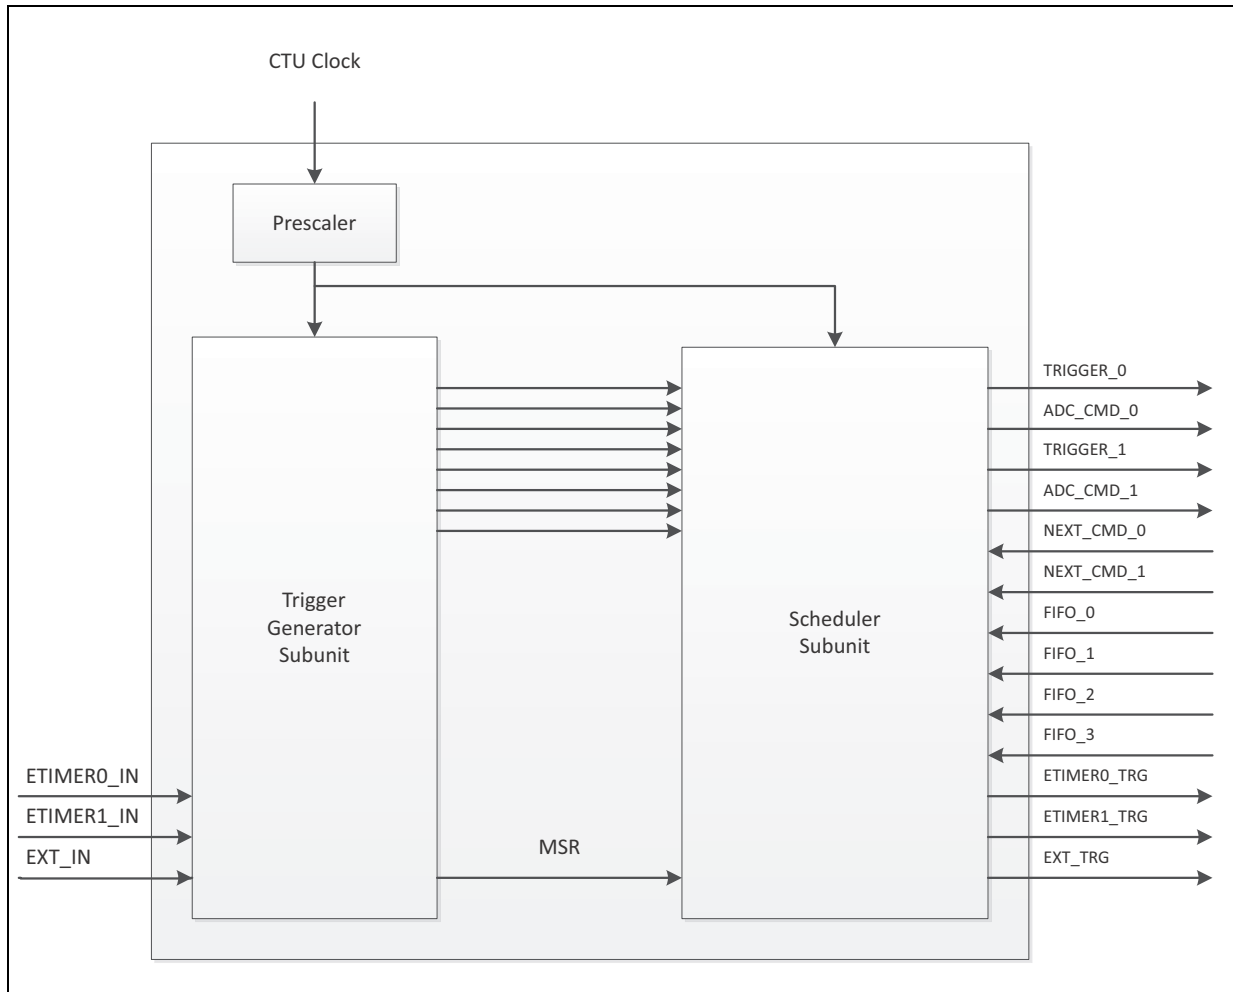 CTU Clock
Prescaler
TRIGGER_0
ADC_CMD_0
TRIGGER_1
ADC_CMD_1
NEXT_CMD_0
NEXT_CMD_1
Trigger
Generator
Subunit
Scheduler
Subunit
FIFO_0
FIFO_1
FIFO_2
FIFO_3
ETIMER0_IN
ETIMER1_IN
EXT_IN
MSR
ETIMER0_TRG
ETIMER1_TRG
EXT_TRG